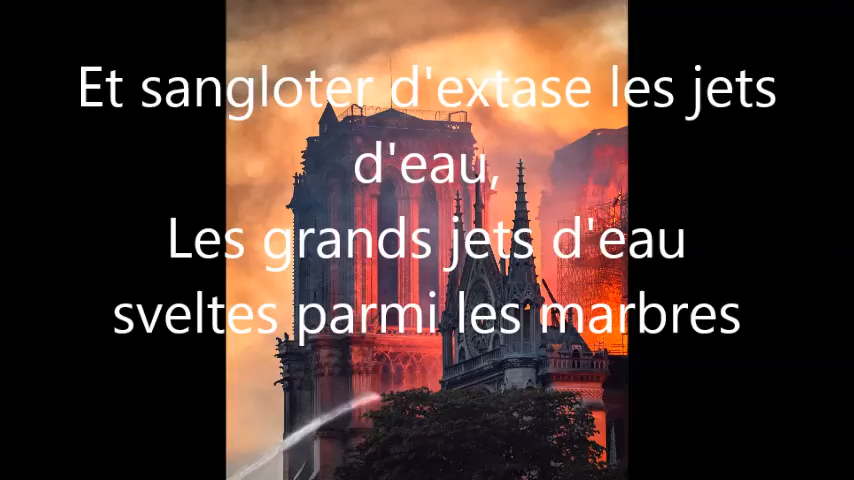 Et sangloter d'extase les jets
d'eau,
Les grands jets d'eau
sveltes parmi les marbres